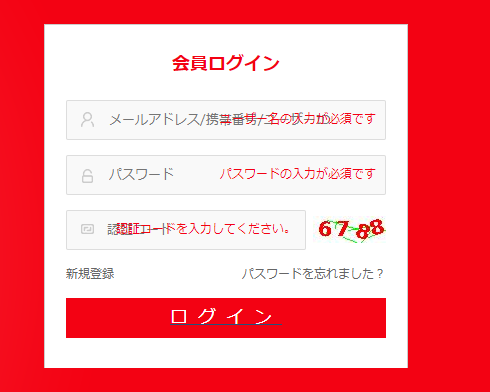 会員ログイン
メールアドレス/携帯番号/ユーザー名の入力が必須です
パスワード パスワードの入力が必須です
認証コードを入力してください。 6788
新規登録 パスワードを忘れました？
ログイン